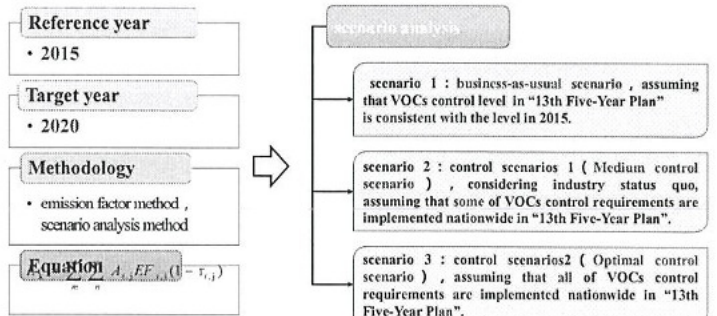 Reference year
• 2015
Target year
• 2020
Methodology
• emission factor method ,
scenario analysis method
Equation
scenario analysis
scenario 1 : business-as-usual scenario , assuming
that VOCs control level in “13th Five-Year Plan”
is consistent with the level in 2015.
scenario 2 : control scenarios 1 ( Medium control
scenario ) , considering industry status quo,
assuming that some of VOCs control requirements are
implemented nationwide in “13th Five-Year Plan”.
scenario 3 : control scenarios2 ( Optimal control
scenario ) , assuming that all of VOCs control
requirements are implemented nationwide in “13th
Five-Year Plan”.